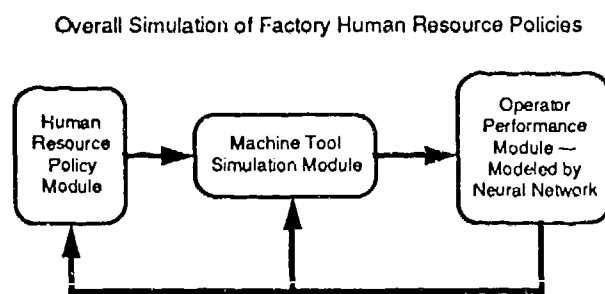 Overall Simulation of Factory Human Resource Policies
Human
Resource
Policy
Module
Machine Tool
Simulation Module
Operator
Performance
Module —
Modeled by
Neural Network